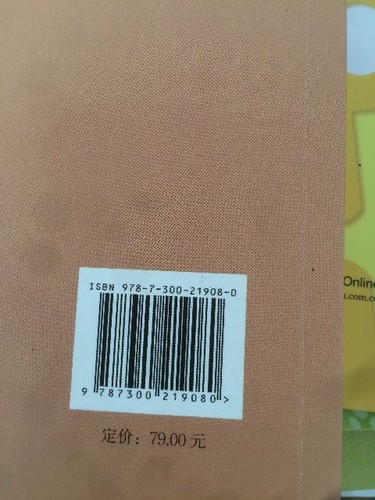 Online
.com.c
ISBN 978-7-300-21908-0
9 787300 219080>
定价：79.00 元